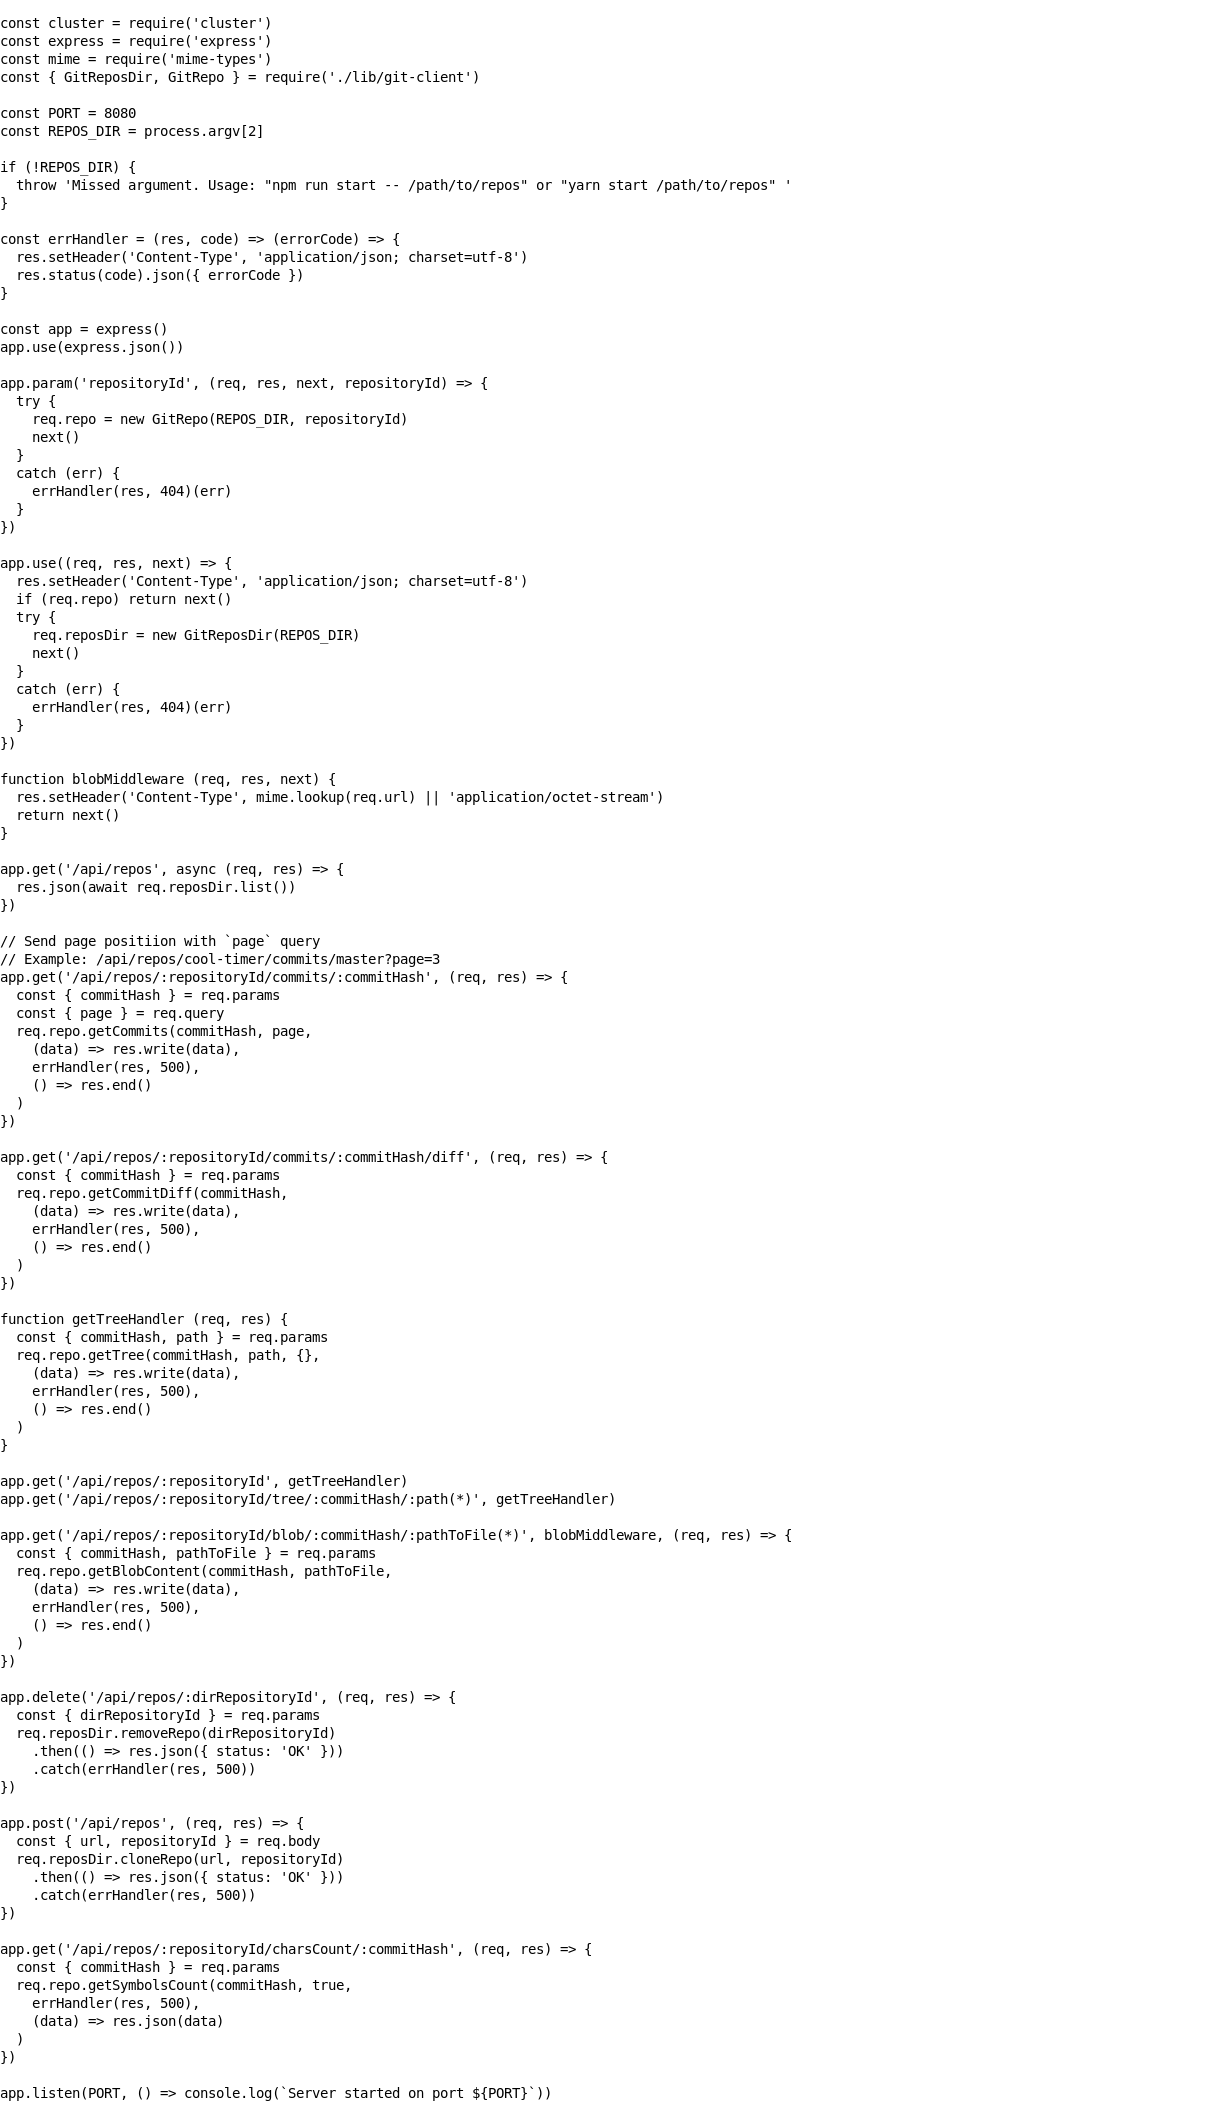 const cluster = require('cluster')
const express = require('express')
const mime = require('mime-types')
const { GitReposDir, GitRepo } = require('./lib/git-client')

const PORT = 8080
const REPOS_DIR = process.argv[2]

if (!REPOS_DIR) {
  throw 'Missed argument. Usage: "npm run start -- /path/to/repos" or "yarn start /path/to/repos" '
}

const errHandler = (res, code) => (errorCode) => {
  res.setHeader('Content-Type', 'application/json; charset=utf-8')
  res.status(code).json({ errorCode })
}

const app = express()
app.use(express.json())

app.param('repositoryId', (req, res, next, repositoryId) => {
  try {
    req.repo = new GitRepo(REPOS_DIR, repositoryId)
    next()
  }
  catch (err) {
    errHandler(res, 404)(err)
  }
})

app.use((req, res, next) => {
  res.setHeader('Content-Type', 'application/json; charset=utf-8')
  if (req.repo) return next()
  try {
    req.reposDir = new GitReposDir(REPOS_DIR)
    next()
  }
  catch (err) {
    errHandler(res, 404)(err)
  }
})

function blobMiddleware (req, res, next) {
  res.setHeader('Content-Type', mime.lookup(req.url) || 'application/octet-stream')
  return next()
}

app.get('/api/repos', async (req, res) => {
  res.json(await req.reposDir.list())
})

// Send page positiion with `page` query
// Example: /api/repos/cool-timer/commits/master?page=3
app.get('/api/repos/:repositoryId/commits/:commitHash', (req, res) => {
  const { commitHash } = req.params
  const { page } = req.query
  req.repo.getCommits(commitHash, page,
    (data) => res.write(data),
    errHandler(res, 500),
    () => res.end()
  )
})

app.get('/api/repos/:repositoryId/commits/:commitHash/diff', (req, res) => {
  const { commitHash } = req.params
  req.repo.getCommitDiff(commitHash,
    (data) => res.write(data),
    errHandler(res, 500),
    () => res.end()
  )
})

function getTreeHandler (req, res) {
  const { commitHash, path } = req.params
  req.repo.getTree(commitHash, path, {},
    (data) => res.write(data),
    errHandler(res, 500),
    () => res.end()
  )
}

app.get('/api/repos/:repositoryId', getTreeHandler)
app.get('/api/repos/:repositoryId/tree/:commitHash/:path(*)', getTreeHandler)

app.get('/api/repos/:repositoryId/blob/:commitHash/:pathToFile(*)', blobMiddleware, (req, res) => {
  const { commitHash, pathToFile } = req.params
  req.repo.getBlobContent(commitHash, pathToFile,
    (data) => res.write(data),
    errHandler(res, 500),
    () => res.end()
  )
})

app.delete('/api/repos/:dirRepositoryId', (req, res) => {
  const { dirRepositoryId } = req.params
  req.reposDir.removeRepo(dirRepositoryId)
    .then(() => res.json({ status: 'OK' }))
    .catch(errHandler(res, 500))
})

app.post('/api/repos', (req, res) => {
  const { url, repositoryId } = req.body
  req.reposDir.cloneRepo(url, repositoryId)
    .then(() => res.json({ status: 'OK' }))
    .catch(errHandler(res, 500))
})

app.get('/api/repos/:repositoryId/charsCount/:commitHash', (req, res) => {
  const { commitHash } = req.params
  req.repo.getSymbolsCount(commitHash, true,
    errHandler(res, 500),
    (data) => res.json(data)
  )
})

app.listen(PORT, () => console.log(`Server started on port ${PORT}`))